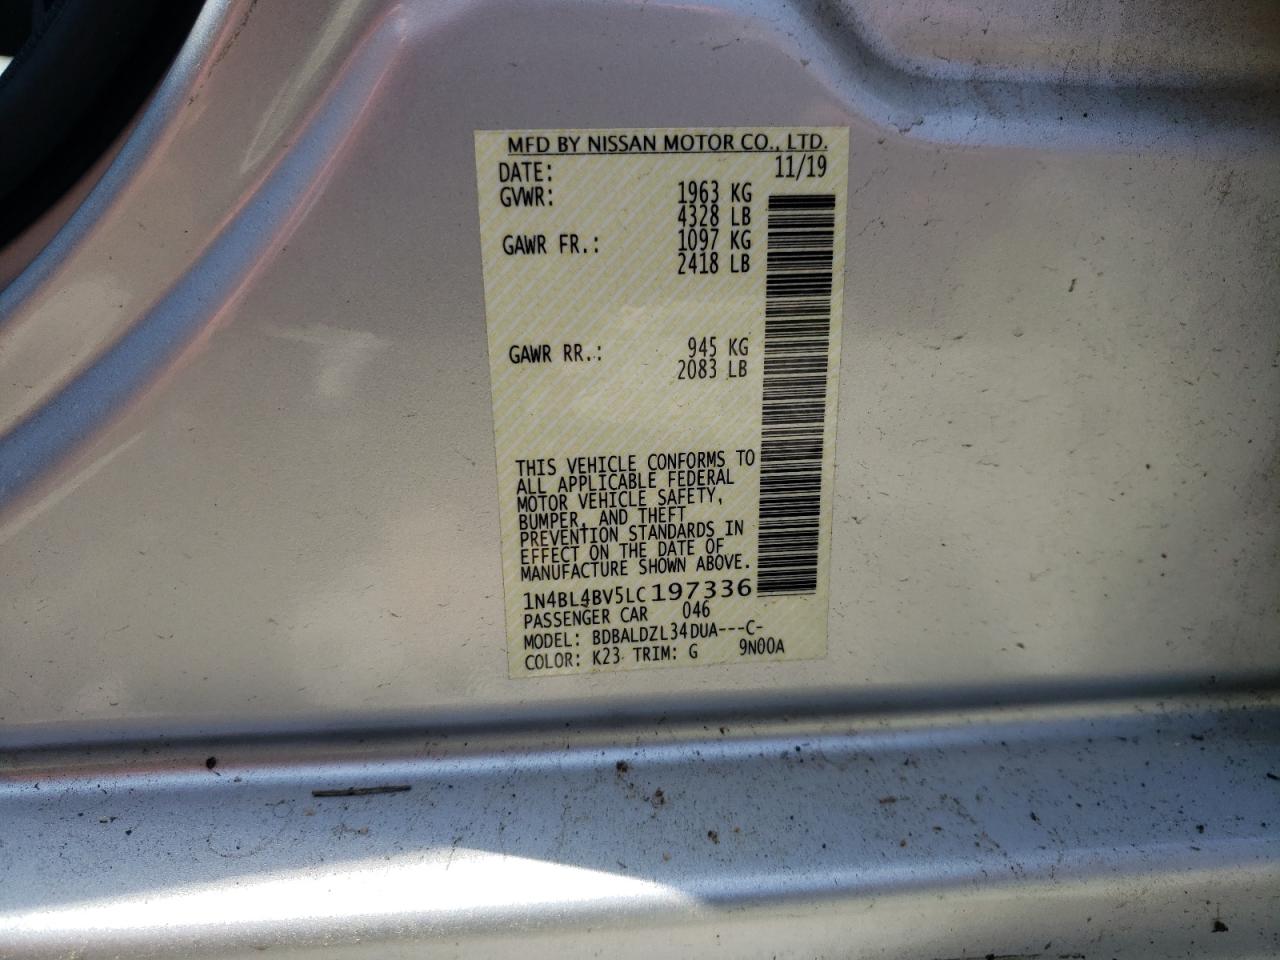 MFD BY NISSAN MOTOR CO., LTD.
DATE: 11/19
GVWR: 1963 KG
4328 LB
GAWR FR.: 1097 KG
2418 LB
GAWR RR.: 945 KG
2083 LB
THIS VEHICLE CONFORMS TO
ALL APPLICABLE FEDERAL
MOTOR VEHICLE SAFETY,
BUMPER, AND THEFT
PREVENTION STANDARDS IN
EFFECT ON THE DATE OF
MANUFACTURE SHOWN ABOVE.
1N4BL4BV5LC197336
PASSENGER CAR 046
MODEL: BDBALDZL34DUA---C-
COLOR: K23 TRIM: G 9N00A